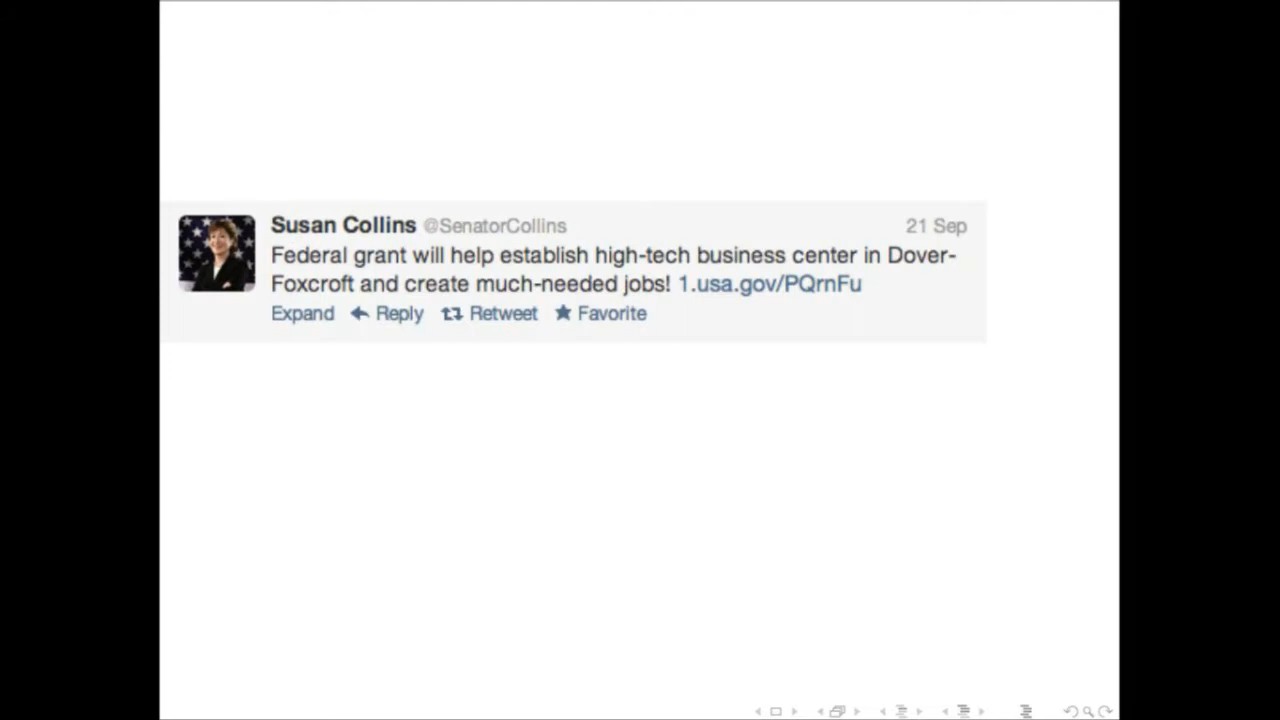 Susan Collins @SenatorCollins 21 Sep
Federal grant will help establish high-tech business center in Dover-
Foxcroft and create much-needed jobs! 1.usa.gov/PQrnFu
Expand Reply Retweet Favorite